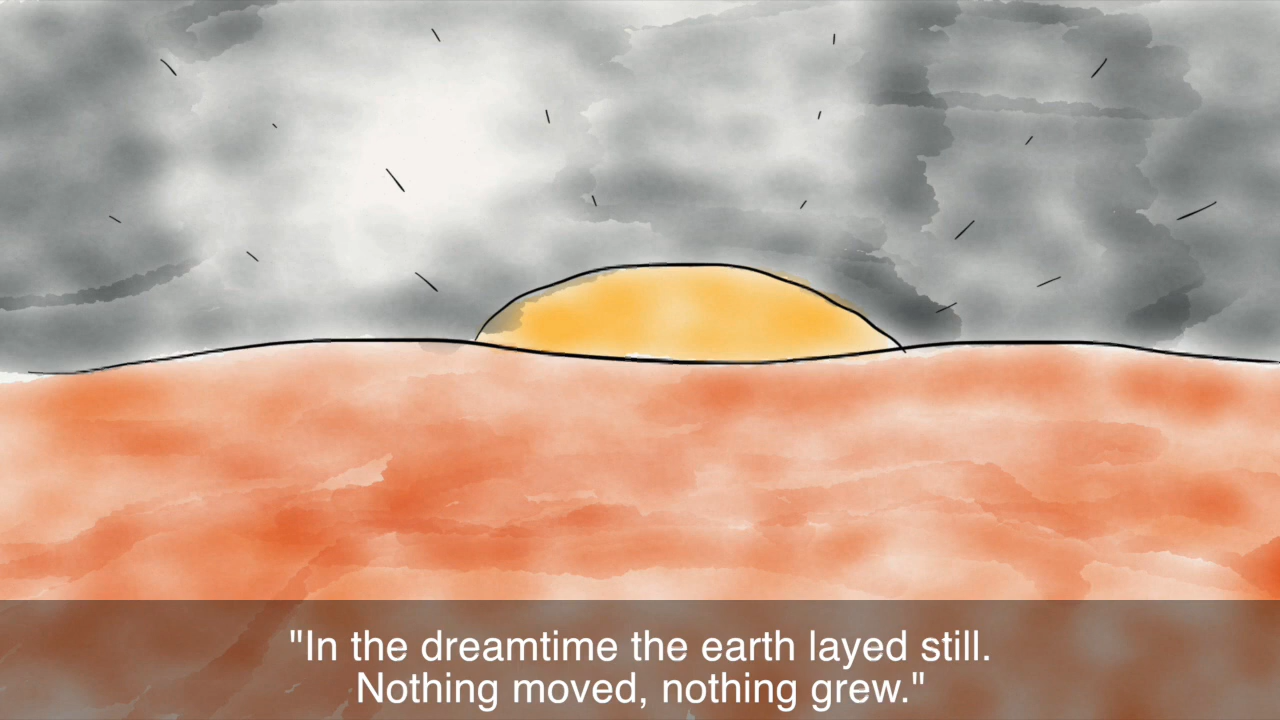 "In the dreamtime the earth layed still.
Nothing moved, nothing grew."